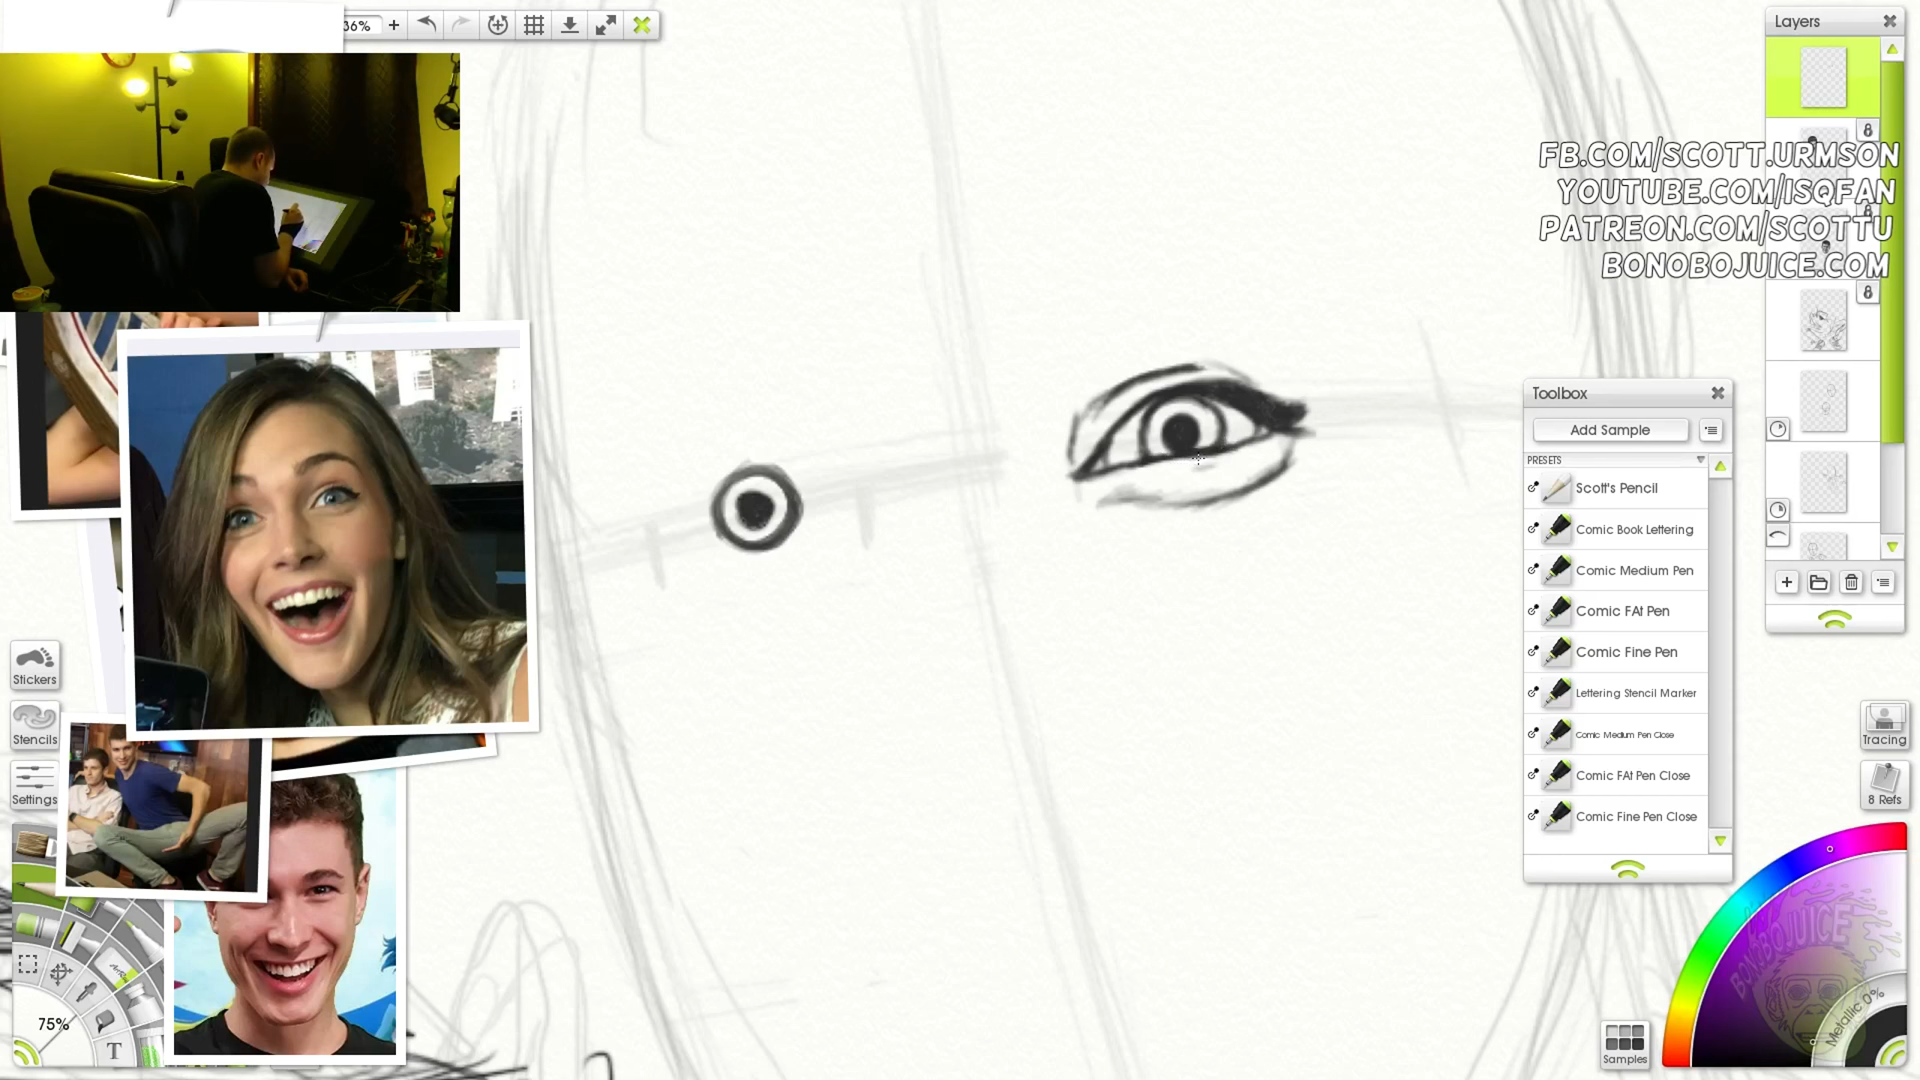 36%
+
Layers
FB.COM/SCOTT.URMSON
YOUTUBE.COM/ISQFAN
PATREON.COM/SCOTTU
BONOBOJUICE.COM
Toolbox
Add Sample
PRESETS
Scott's Pencil
Comic Book Lettering
Comic Medium Pen
Comic FAt Pen
Comic Fine Pen
Lettering Stencil Marker
Comic Medium Pen Close
Comic FAt Pen Close
Comic Fine Pen Close
Stickers
Stencils
Settings
Tracing
8 Refs
75%
T
Samples
BONOBOJUICE
Metallic 0%